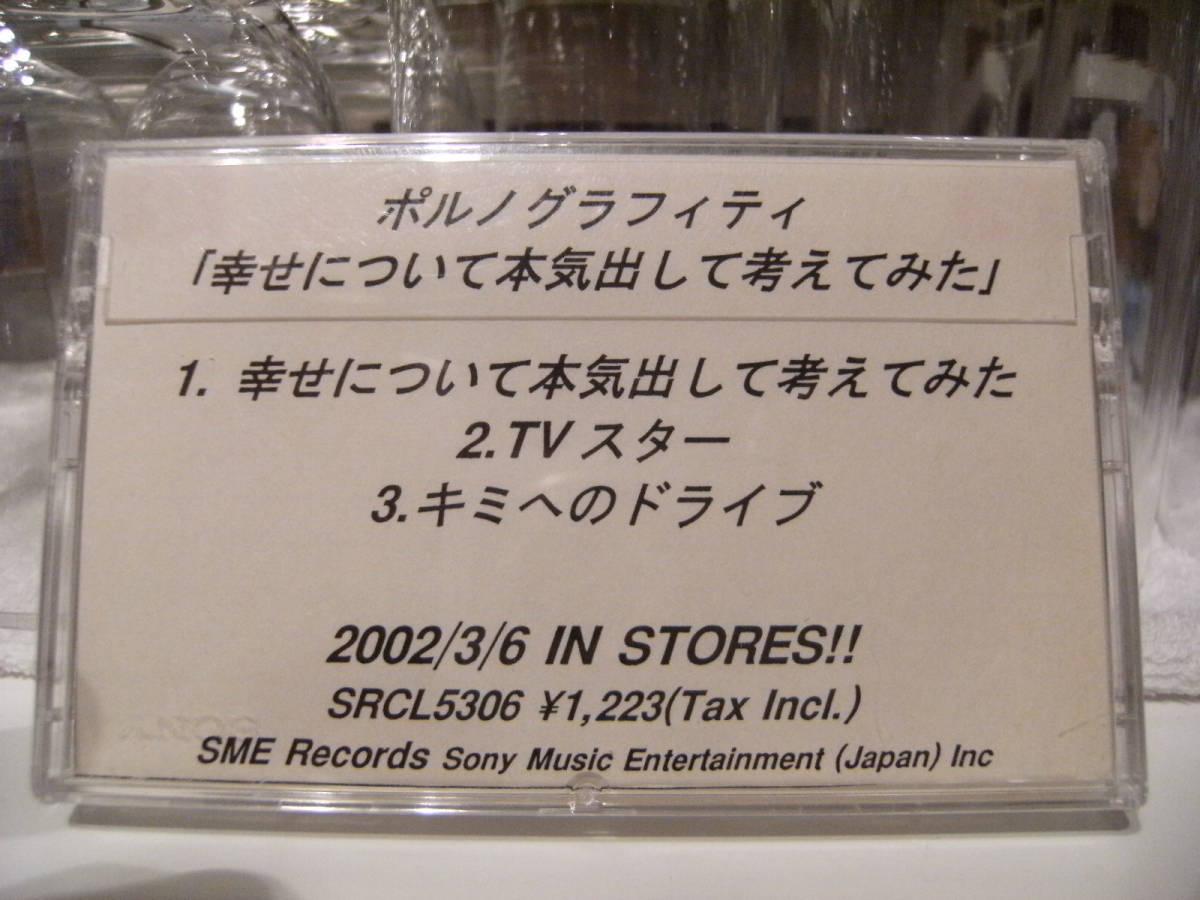 ポルノグラフィティ
「幸せについて本気出して考えてみた」
1. 幸せについて本気出して考えてみた
2.TVスター
3.キミへのドライブ
2002/3/6 IN STORES!!
SRCL5306 ¥1,223(Tax Incl.)
SME Records Sony Music Entertainment (Japan) Inc